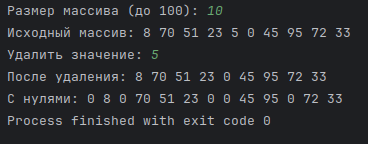 Размер массива (до 100): 10
Исходный массив: 8 70 51 23 5 0 45 95 72 33
Удалить значение: 5
После удаления: 8 70 51 23 0 45 95 72 33
С нулями: 0 8 0 70 51 23 0 0 45 95 0 72 33
Process finished with exit code 0